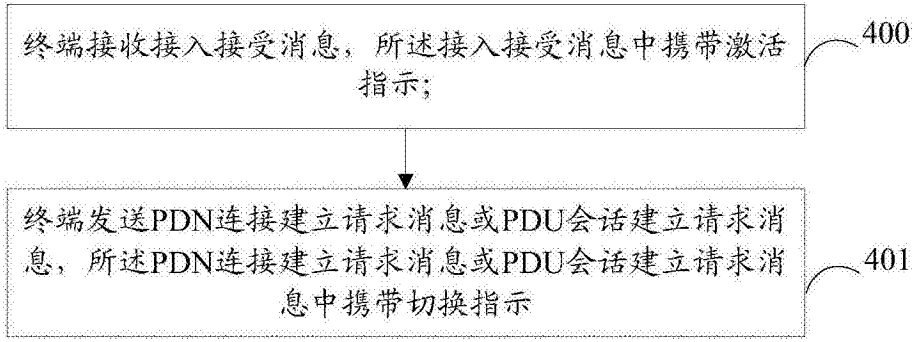 终端接收接入接受消息，所述接入接受消息中携带激活
指示；
400
终端发送PDN连接建立请求消息或PDU会话建立请求消
息，所述PDN连接建立请求消息或PDU会话建立请求消
息中携带切换指示
401